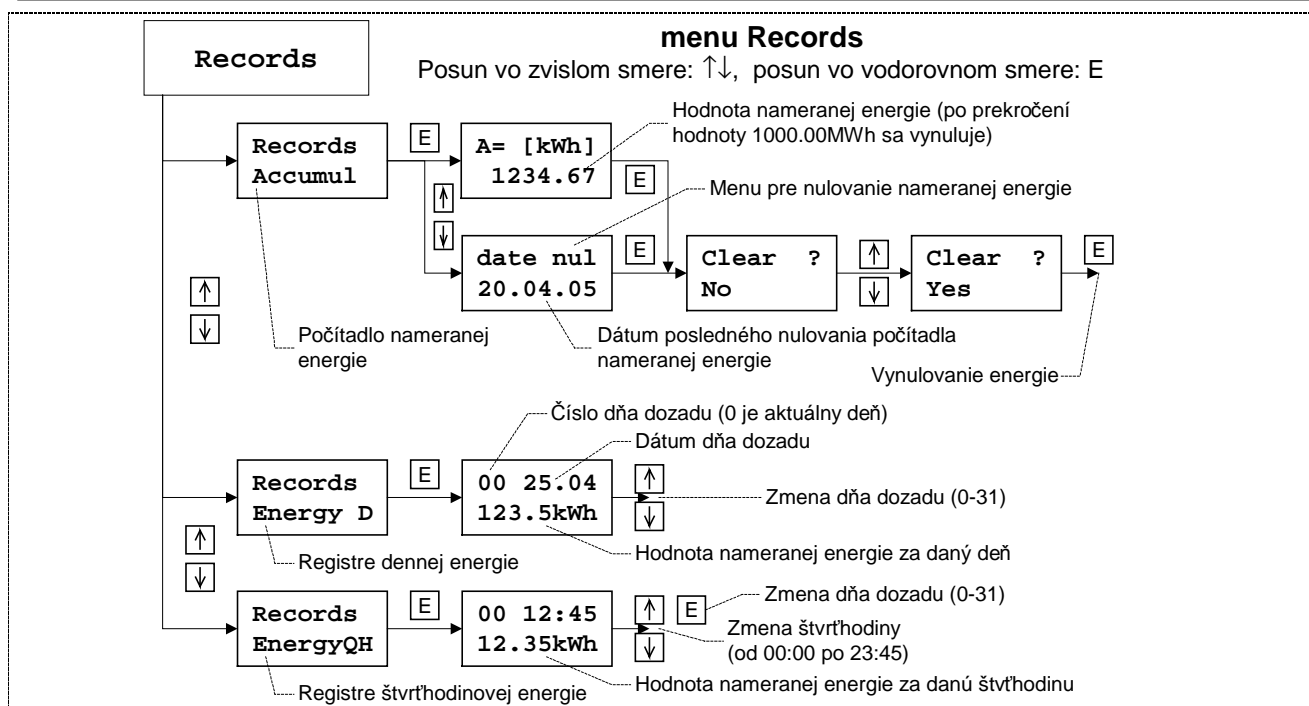 menu Records
Records
Posun vo zvislom smere: ↑↓, posun vo vodorovnom smere: E
Hodnota nameranej energie (po prekročení
hodnoty 1000.00MWh sa vynuluje)
Records
Accumul
E
A= [kWh]
1234.67
E
Menu pre nulovanie nameranej energie
↑
↓
date nul
20.04.05
E
Clear ?
No
↑
↓
Clear ?
Yes
E
↑
↓
Počítadlo nameranej
energie
Dátum posledného nulovania počítadla
nameranej energie
Vynulovanie energie
Číslo dňa dozadu (0 je aktuálny deň)
Dátum dňa dozadu
Records
Energy D
E
00 25.04
123.5kWh
↑
↓
Zmena dňa dozadu (0-31)
↑
↓
Registre dennej energie
Hodnota nameranej energie za daný deň
Records
EnergyQH
E
00 12:45
12.35kWh
↑
↓
E
Zmena dňa dozadu (0-31)
Zmena štvrťhodiny
(od 00:00 po 23:45)
Registre štvrťhodinovej energie
Hodnota nameranej energie za danú štvťhodinu